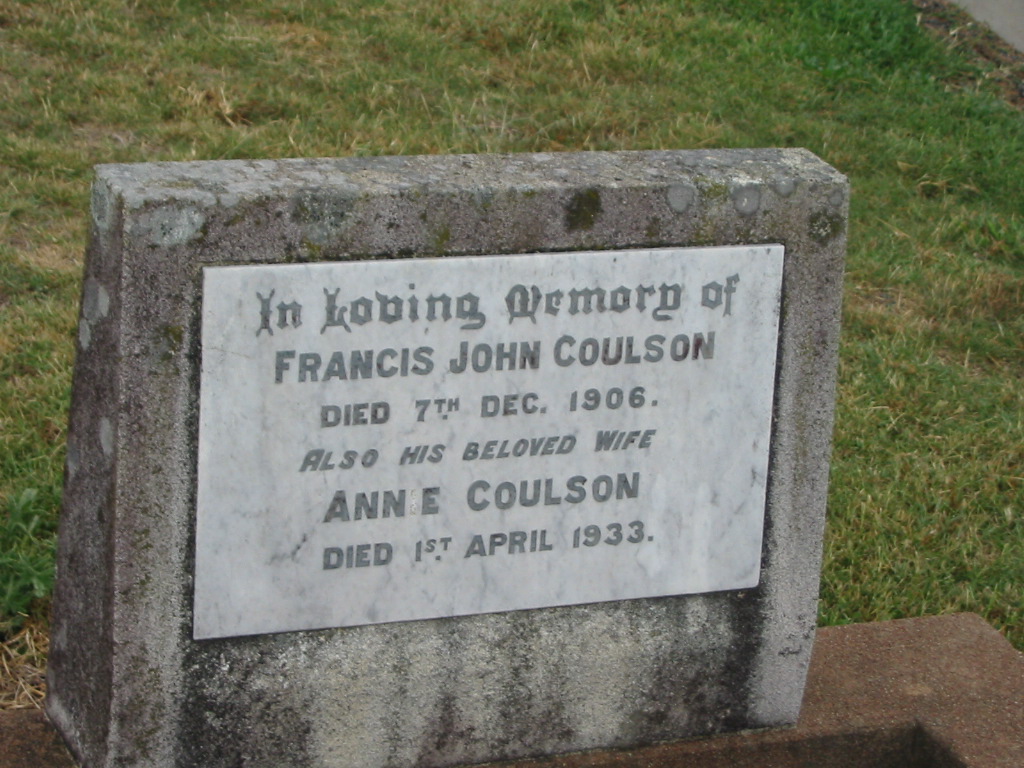 In Loving Memory of
FRANCIS JOHN COULSON
DIED 7TH DEC. 1906.
ALSO HIS BELOVED WIFE
ANNIE COULSON
DIED 1ST APRIL 1933.